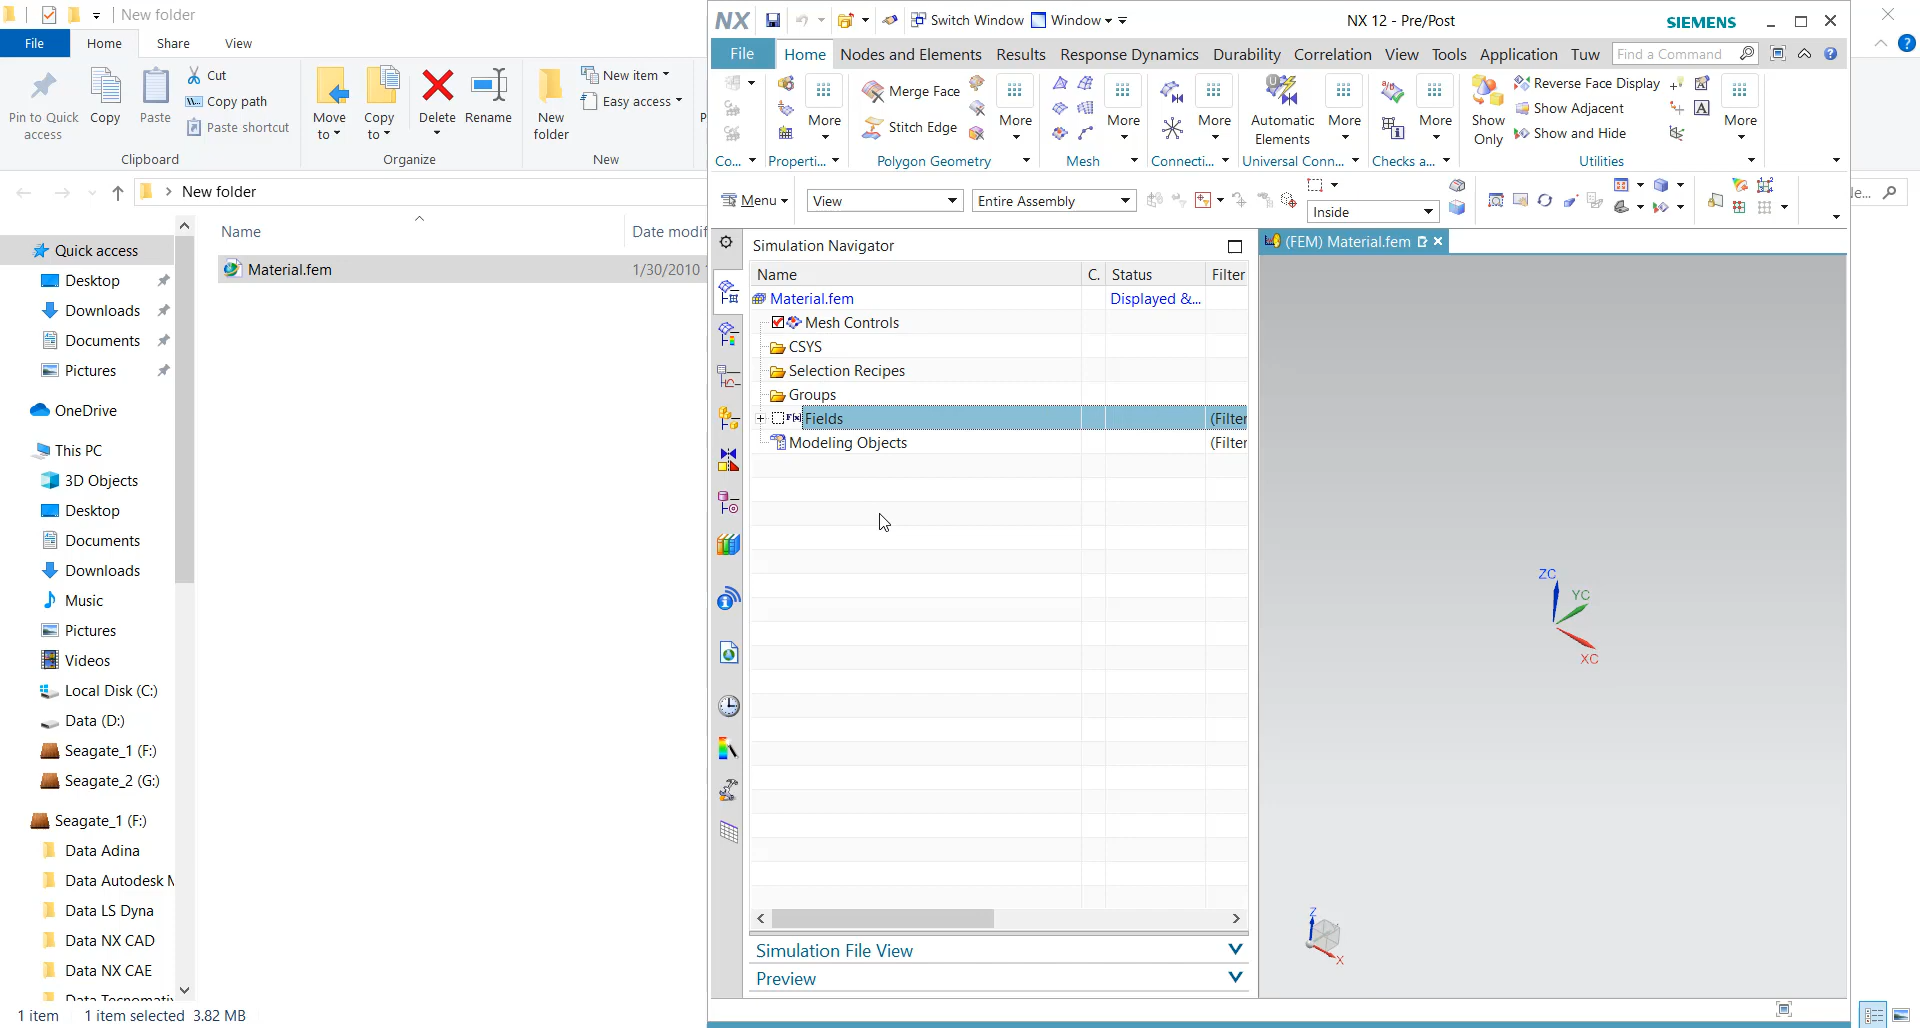 New folder
File
Home
Share
View
Pin to Quick access
Copy
Paste
Cut
Copy path
Paste shortcut
Clipboard
Move to
Copy to
Delete
Rename
Organize
New folder
New item
Easy access
New
New folder
Name
Date modif
Quick access
Material.fem
1/30/2010
Desktop
Downloads
Documents
Pictures
OneDrive
This PC
3D Objects
Desktop
Documents
Downloads
Music
Pictures
Videos
Local Disk (C:)
Data (D:)
Seagate_1 (F:)
Seagate_2 (G:)
Seagate_1 (F:)
Data Adina
Data Autodesk M
Data LS Dyna
Data NX CAD
Data NX CAE
Data Tecnomati
1 item
1 item selected 3.82 MB
NX
Switch Window
Window
NX 12 - Pre/Post
SIEMENS
File
Home
Nodes and Elements
Results
Response Dynamics
Durability
Correlation
View
Tools
Application
Tuw
Find a Command
More
Merge Face
Stitch Edge
More
More
More
Automatic Elements
More
More
Show Only
Reverse Face Display
Show Adjacent
Show and Hide
More
Co...
Properti...
Polygon Geometry
Mesh
Connecti...
Universal Conn...
Checks a...
Utilities
Menu
View
Entire Assembly
Inside
Simulation Navigator
(FEM) Material.fem
Name
C.
Status
Filter
Material.fem
Displayed &...
Mesh Controls
CSYS
Selection Recipes
Groups
Fields
(Filter
Modeling Objects
(Filter
ZC
YC
XC
Z
X
Simulation File View
Preview